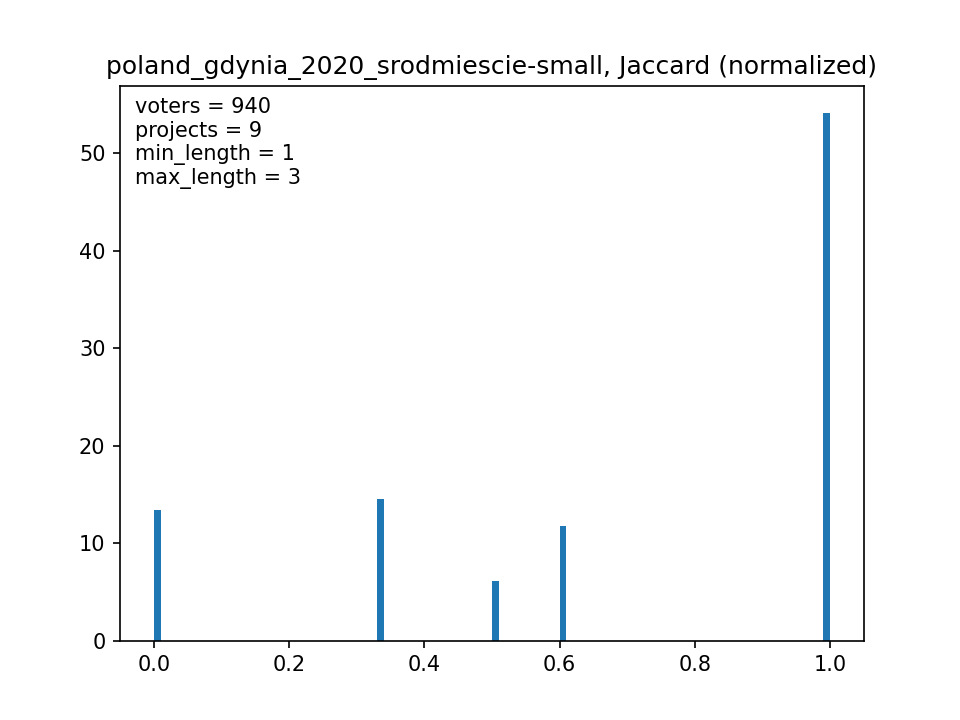 poland_gdynia_2020_srodmiescie-small, Jaccard (normalized)
voters = 940
projects = 9
min_length = 1
max_length = 3
50
40
30
20
10
0
0.0 0.2 0.4 0.6 0.8 1.0